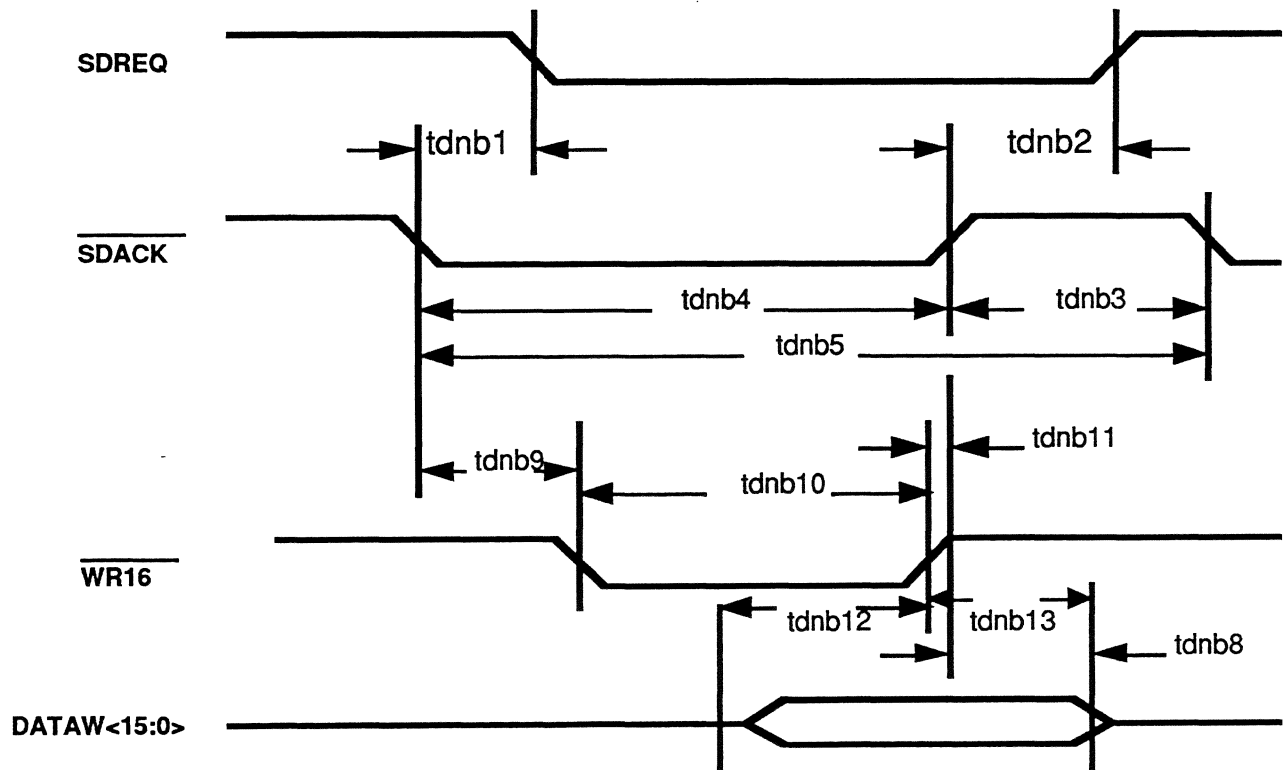 SDREQ
tdnb1
tdnb2
SDACK
tdnb4
tdnb3
tdnb5
tdnb11
tdnb9
tdnb10
WR16
tdnb12
tdnb13
tdnb8
DATAW<15:0>